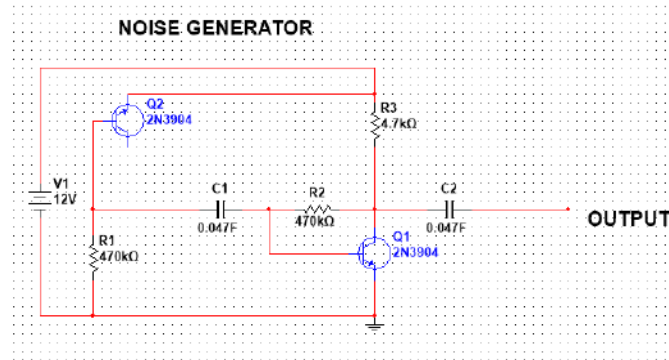 NOISE GENERATOR
Q2
2N3904
R3
4.7kΩ
V1
12V
C1
0.047F
R2
470kΩ
C2
0.047F
OUTPUT
R1
470kΩ
Q1
2N3904